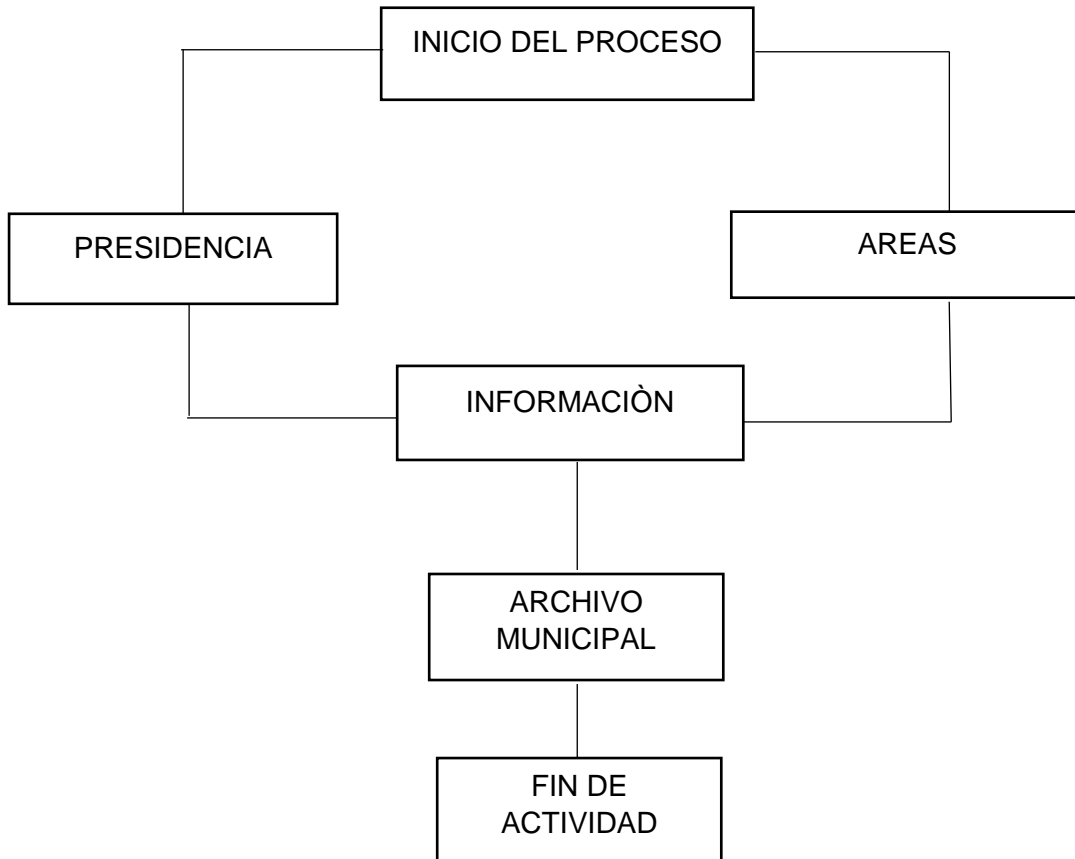 INICIO DEL PROCESO
PRESIDENCIA
AREAS
INFORMACIÒN
ARCHIVO
MUNICIPAL
FIN DE
ACTIVIDAD